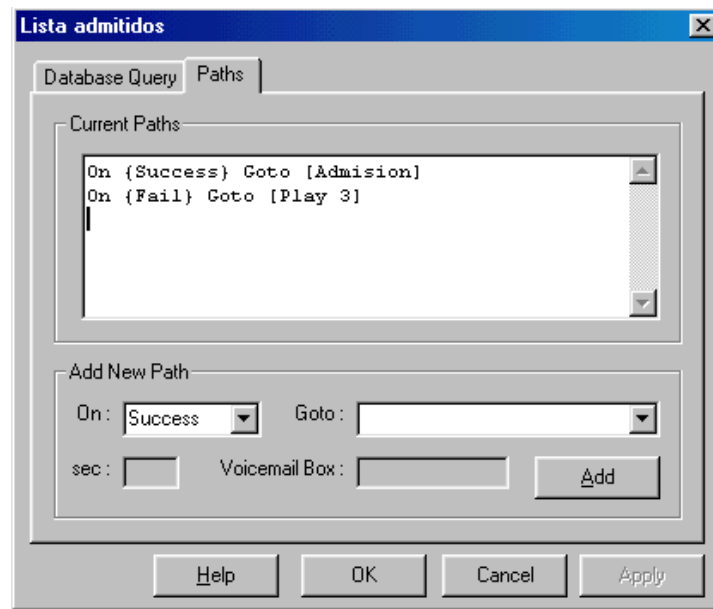 Lista admitidos
Database Query Paths
Current Paths
On {Success} Goto [Admision]
On {Fail} Goto [Play 3]
Add New Path
On : Success Goto :
sec : Voicemail Box : Add
Help OK Cancel Apply